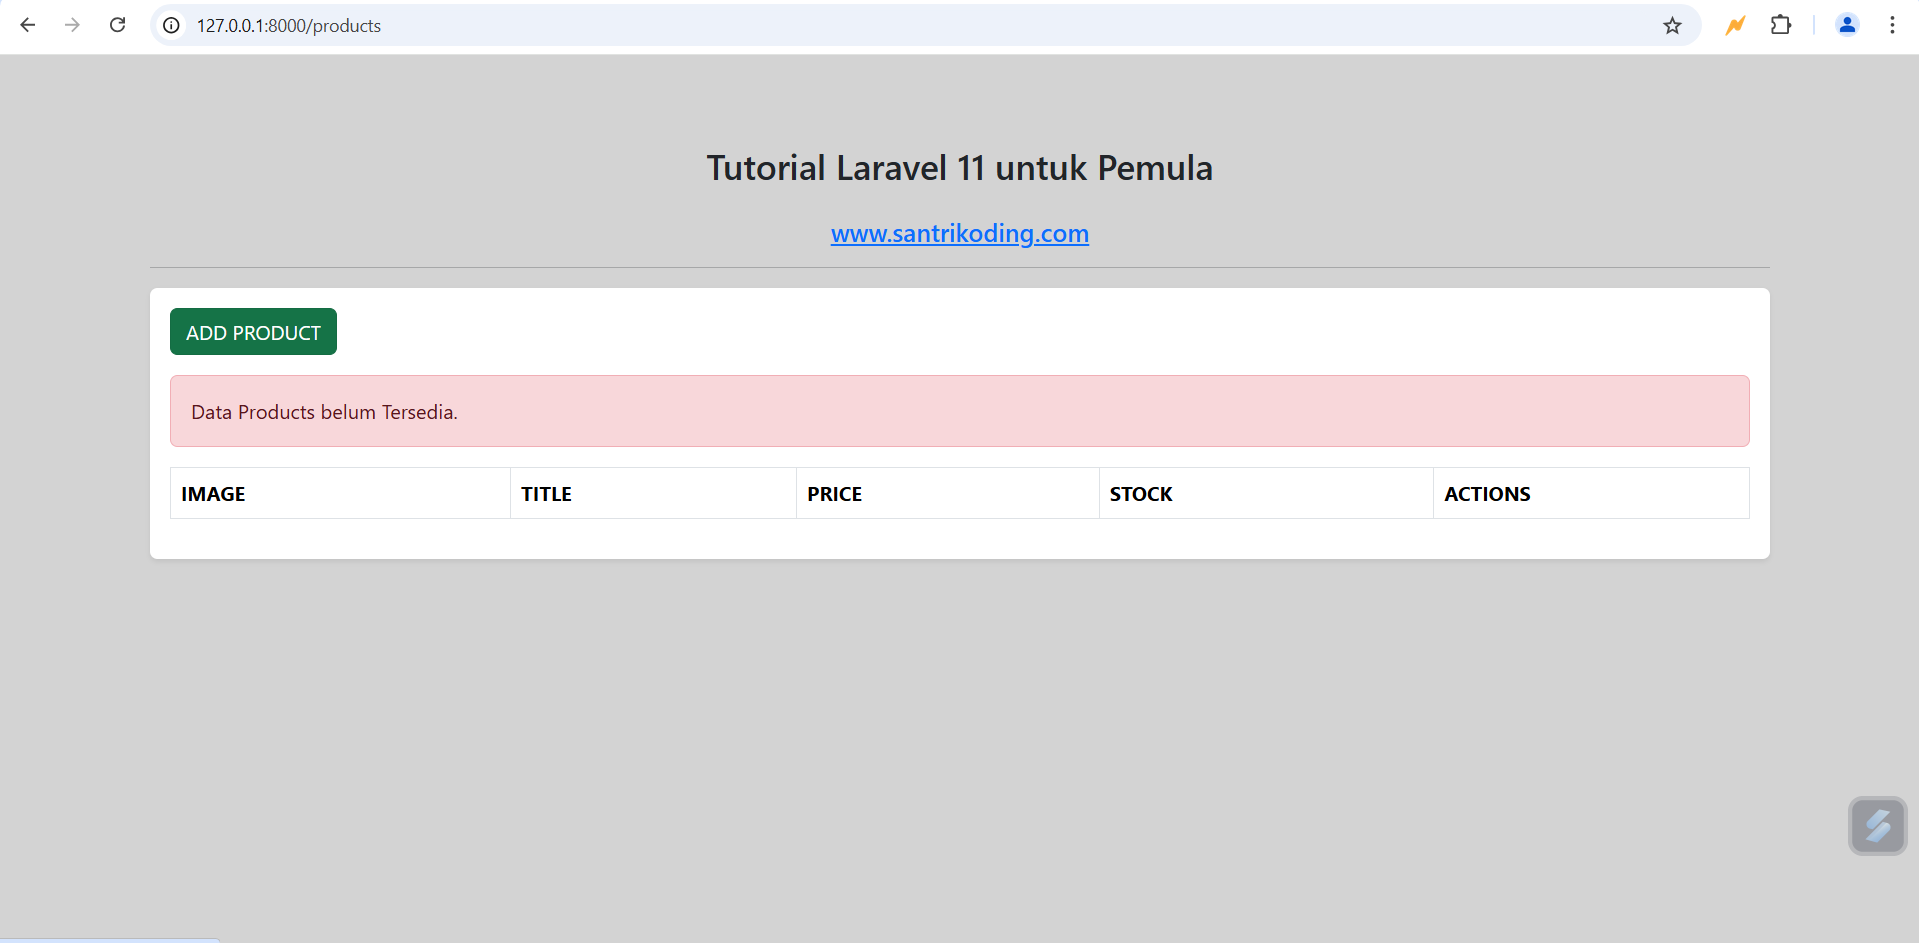 127.0.0.1:8000/products
Tutorial Laravel 11 untuk Pemula
www.santrikoding.com
ADD PRODUCT
Data Products belum Tersedia.
IMAGE TITLE PRICE STOCK ACTIONS